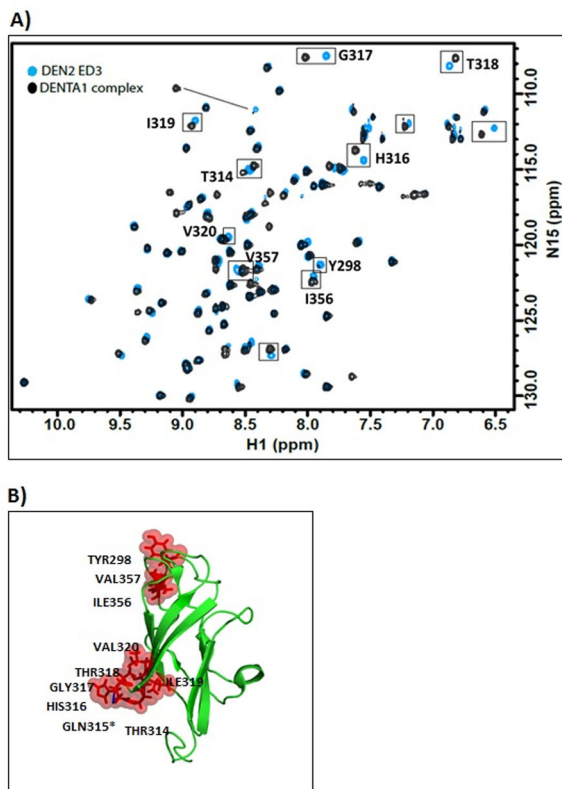 A)
DEN2 ED3
DENTA1 complex
G317
T318
I319
H316
T314
V320
V357
Y298
I356
110.0
115.0
120.0
125.0
130.0
N15 (ppm)
10.0 9.5 9.0 8.5 8.0 7.5 7.0 6.5
H1 (ppm)
B)
TYR298
VAL357
ILE356
VAL320
THR318
ILE319
GLY317
HIS316
GLN315*
THR314